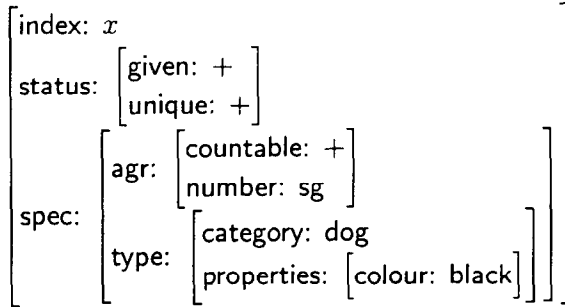 index: x
status: [given: +
unique: +]
spec: [agr: [countable: +
number: sg]
type: [category: dog
properties: [colour: black]]]